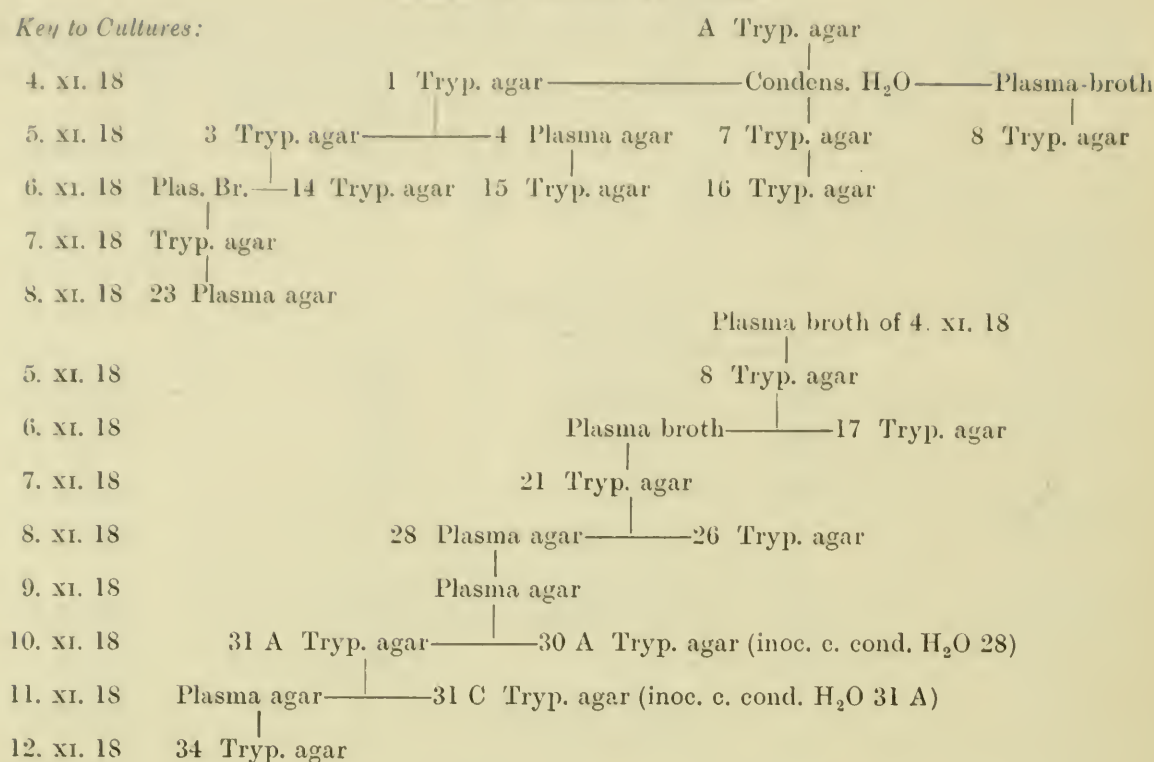 Key to Cultures:
A Tryp. agar
4. XI. 18 1 Tryp. agar Condens. H₂O Plasma-broth
5. XI. 18 3 Tryp. agar 4 Plasma agar 7 Tryp. agar 8 Tryp. agar
6. XI. 18 Plas. Br. 14 Tryp. agar 15 Tryp. agar 16 Tryp. agar
7. XI. 18 Tryp. agar
8. XI. 18 23 Plasma agar
Plasma broth of 4. XI. 18
5. XI. 18 8 Tryp. agar
6. XI. 18 Plasma broth 17 Tryp. agar
7. XI. 18 21 Tryp. agar
8. XI. 18 28 Plasma agar 26 Tryp. agar
9. XI. 18 Plasma agar
10. XI. 18 31 A Tryp. agar 30 A Tryp. agar (inoc. c. cond. H₂O 28)
11. XI. 18 Plasma agar 31 C Tryp. agar (inoc. c. cond. H₂O 31 A)
12. XI. 18 34 Tryp. agar